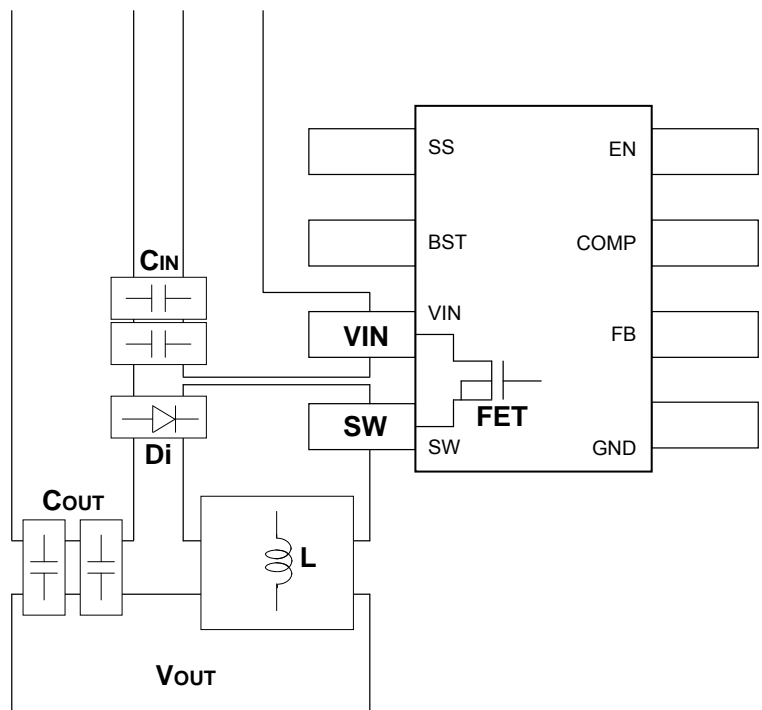 SS
EN
BST
COMP
CIN
VIN
VIN
FB
FET
SW
SW
GND
Di
COUT
L
VOUT